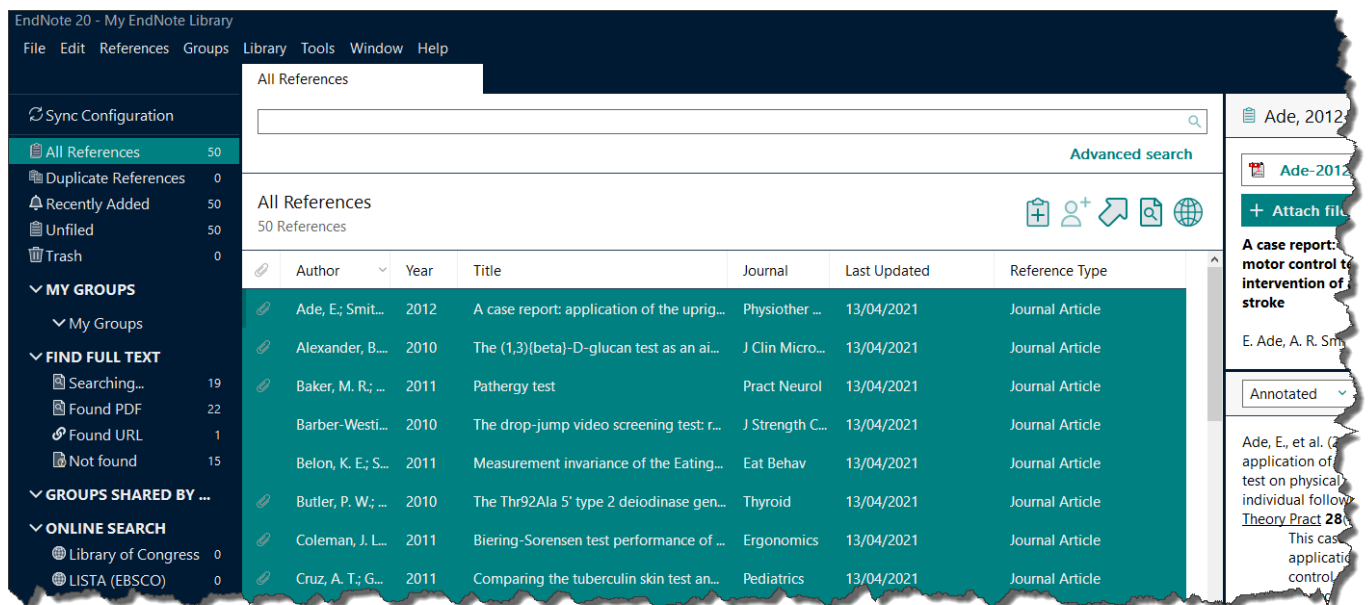 EndNote 20 - My EndNote Library
File Edit References Groups Library Tools Window Help
All References
Sync Configuration
All References 50
Duplicate References 0
Recently Added 50
Unfiled 50
Trash 0
MY GROUPS
My Groups
FIND FULL TEXT
Searching... 19
Found PDF 22
Found URL 1
Not found 15
GROUPS SHARED BY ...
ONLINE SEARCH
Library of Congress 0
LISTA (EBSCO) 0
Advanced search
All References
50 References
Author Year Title Journal Last Updated Reference Type
Ade, E.; Smit... 2012 A case report: application of the uprig... Physiother ... 13/04/2021 Journal Article
Alexander, B.... 2010 The (1,3){beta}-D-glucan test as an ai... J Clin Micro... 13/04/2021 Journal Article
Baker, M. R.; ... 2011 Pathergy test Pract Neurol 13/04/2021 Journal Article
Barber-Westi... 2010 The drop-jump video screening test: r... J Strength C... 13/04/2021 Journal Article
Belon, K. E.; S... 2011 Measurement invariance of the Eating... Eat Behav 13/04/2021 Journal Article
Butler, P. W.; ... 2010 The Thr92Ala 5' type 2 deiodinase gen... Thyroid 13/04/2021 Journal Article
Coleman, J. L... 2011 Biering-Sorensen test performance of ... Ergonomics 13/04/2021 Journal Article
Cruz, A. T.; G... 2011 Comparing the tuberculin skin test an... Pediatrics 13/04/2021 Journal Article
Ade, 2012
Ade-2012
+ Attach file
A case report:
motor control
intervention of
stroke
E. Ade, A. R.
Annotated
Ade, E., et al.
application of
test on physical
individual
Theory Pract 28
This case
control